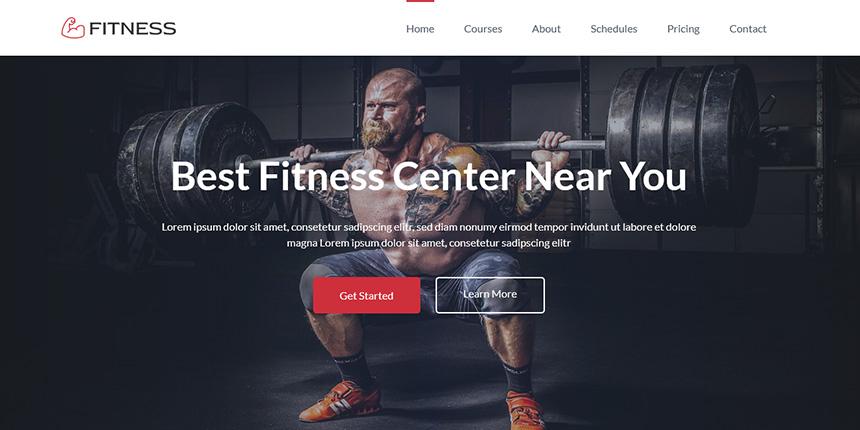 FITNESS
Home Courses About Schedules Pricing Contact
Best Fitness Center Near You
Lorem ipsum dolor sit amet, consetetur sadipscing elitr, sed diam nonumy eirmod tempor invidunt ut labore et dolore
magna Lorem ipsum dolor sit amet, consetetur sadipscing elitr
Get Started Learn More